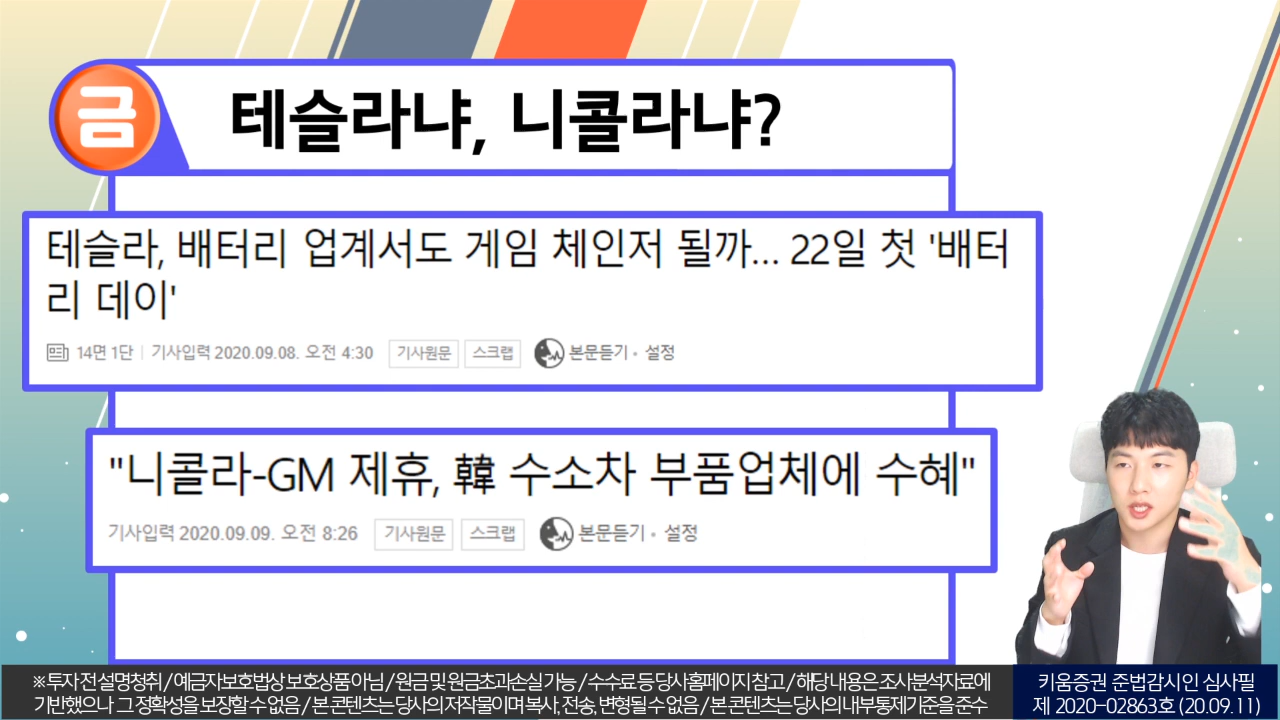 금
테슬라냐, 니콜라냐?
테슬라, 배터리 업계서도 게임 체인저 될까... 22일 첫 '배터
리 데이'
14면 1단 | 기사입력 2020.09.08. 오전 4:30 기사원문 스크랩 본문듣기 · 설정
"니콜라-GM 제휴, 韓 수소차 부품업체에 수혜"
기사입력 2020.09.09. 오전 8:26 기사원문 스크랩 본문듣기 · 설정
※ 투자 전 설명청취 / 예금자보호법상 보호상품 아님 / 원금 및 원금초과손실 가능 / 수수료 등 당사홈페이지 참고 / 해당 내용은 조사분석자료에
기반했으나 그 정확성을 보장할 수 없음 / 본 콘텐츠는 당사의 저작물이며 복사, 전송, 변형될 수 없음 / 본 콘텐츠는 당사의 내부통제기준을 준수
키움증권 준법감시인 심사필
제 2020-02863호 (20.09.11)